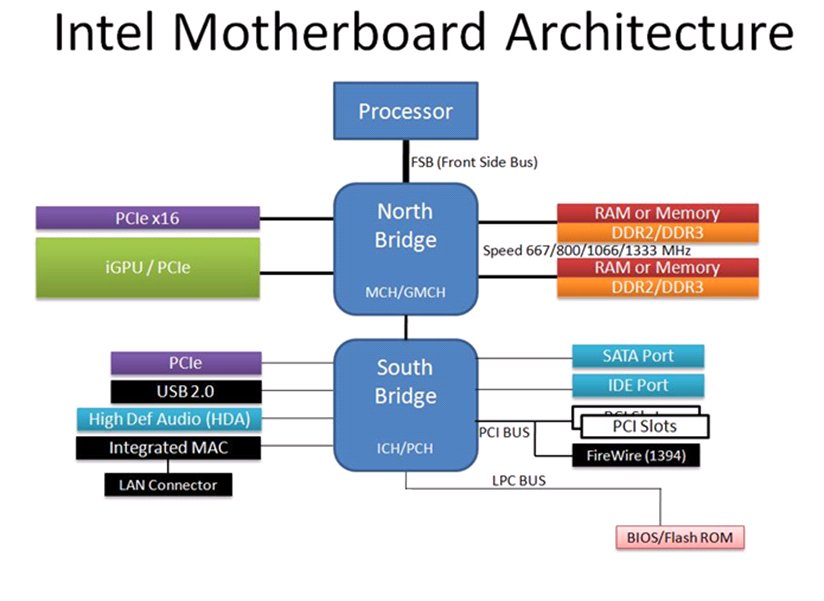 Intel Motherboard Architecture
Processor
FSB (Front Side Bus)
North
Bridge
MCH/GMCH
PCIe x16
iGPU / PCIe
RAM or Memory
DDR2/DDR3
Speed 667/800/1066/1333 MHz
RAM or Memory
DDR2/DDR3
South
Bridge
ICH/PCH
PCIe
USB 2.0
High Def Audio (HDA)
Integrated MAC
LAN Connector
SATA Port
IDE Port
PCI BUS
PCI Slots
FireWire (1394)
LPC BUS
BIOS/Flash ROM